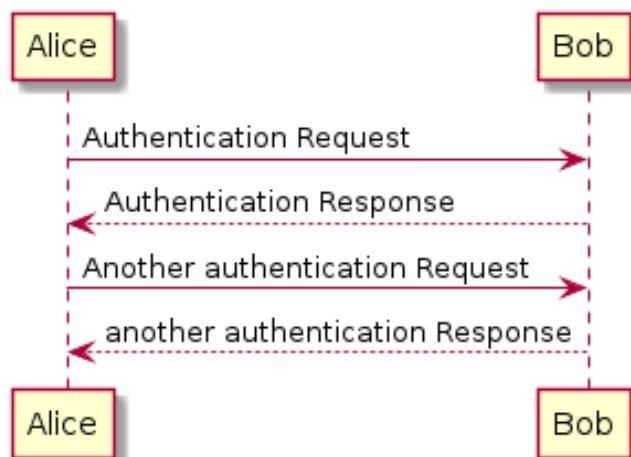 Alice
Bob
Authentication Request
Authentication Response
Another authentication Request
another authentication Response
Alice
Bob